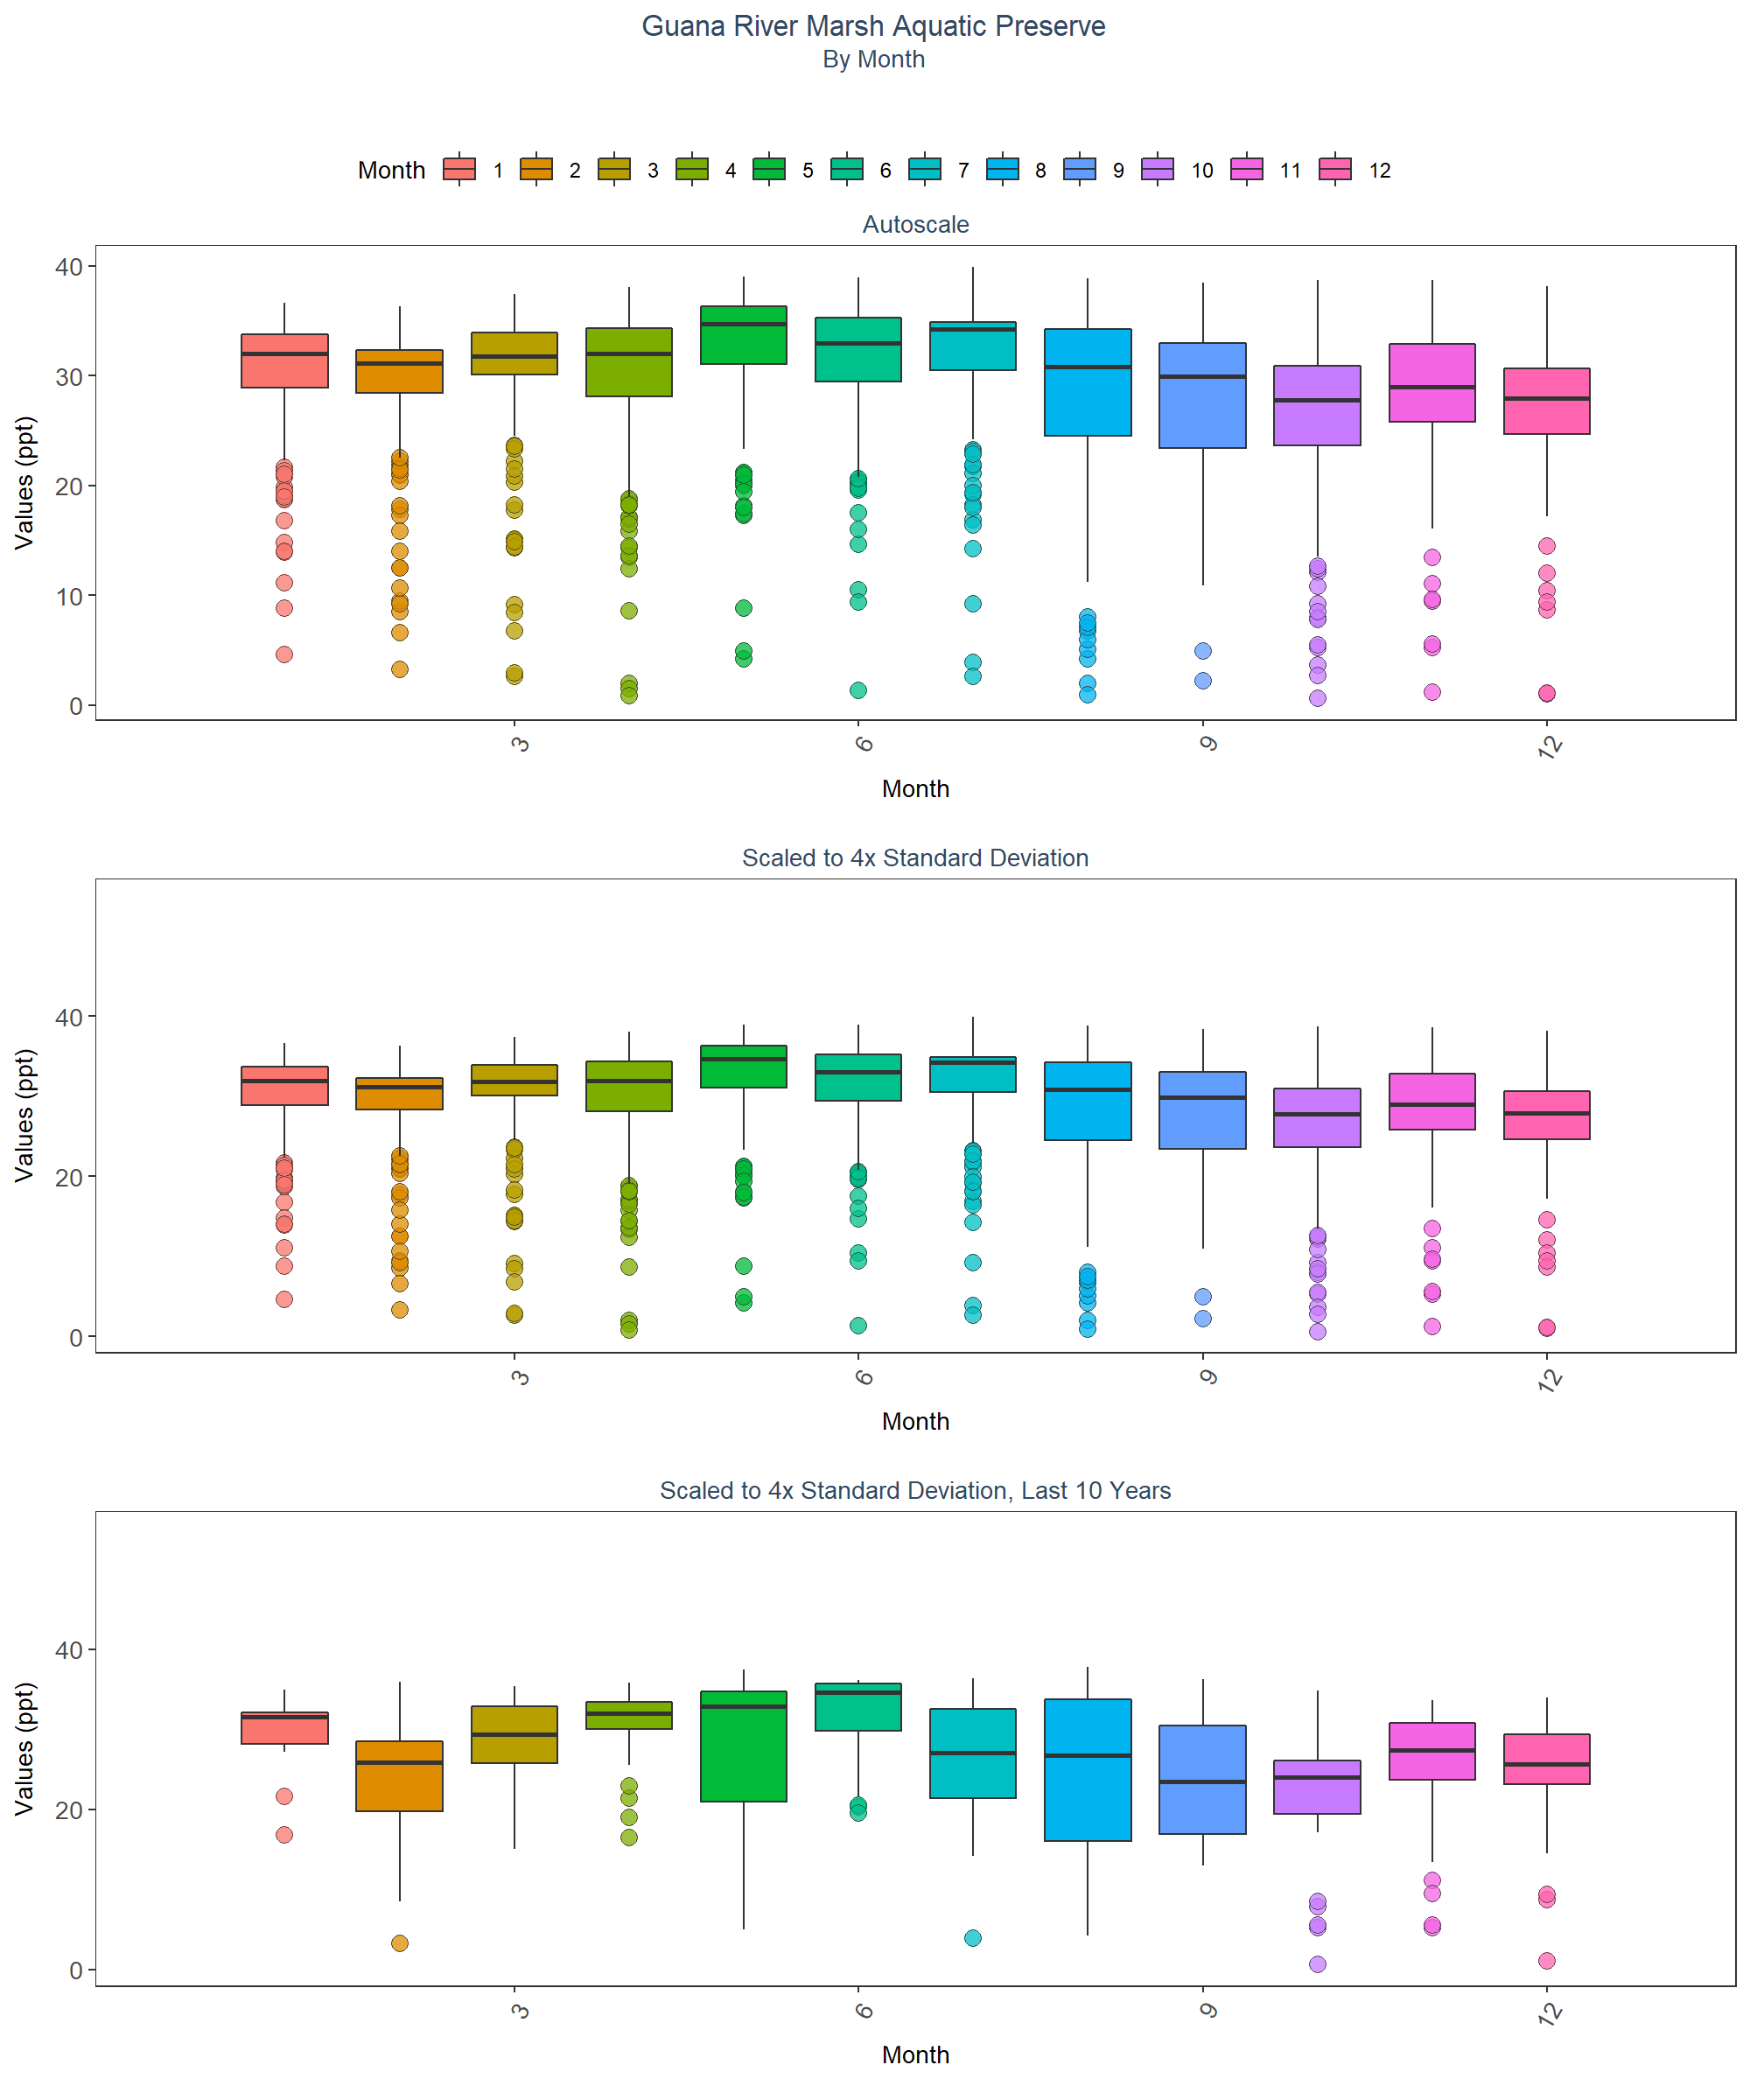 Guana River Marsh Aquatic Preserve
By Month
Month 1 2 3 4 5 6 7 8 9 10 11 12
Autoscale
Values (ppt)
40
30
20
10
0
3 6 9 12
Month
Scaled to 4x Standard Deviation
Values (ppt)
40
20
0
3 6 9 12
Month
Scaled to 4x Standard Deviation, Last 10 Years
Values (ppt)
40
20
0
3 6 9 12
Month